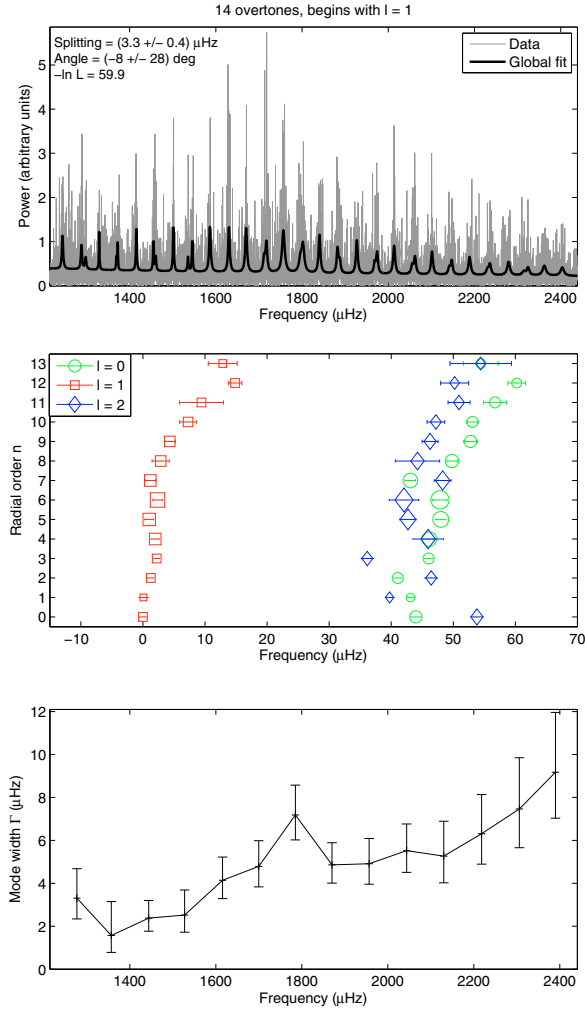 14 overtones, begins with l = 1
Splitting = (3.3 +/− 0.4) μHz
Angle = (−8 +/− 28) deg
−ln L = 59.9
Data
Global fit
Power (arbitrary units)
5
4
3
2
1
0
1400 1600 1800 2000 2200 2400
Frequency (μHz)
l = 0
l = 1
l = 2
Radial order n
13
12
11
10
9
8
7
6
5
4
3
2
1
0
−10 0 10 20 30 40 50 60 70
Frequency (μHz)
Mode width Γ (μHz)
12
10
8
6
4
2
0
1400 1600 1800 2000 2200 2400
Frequency (μHz)